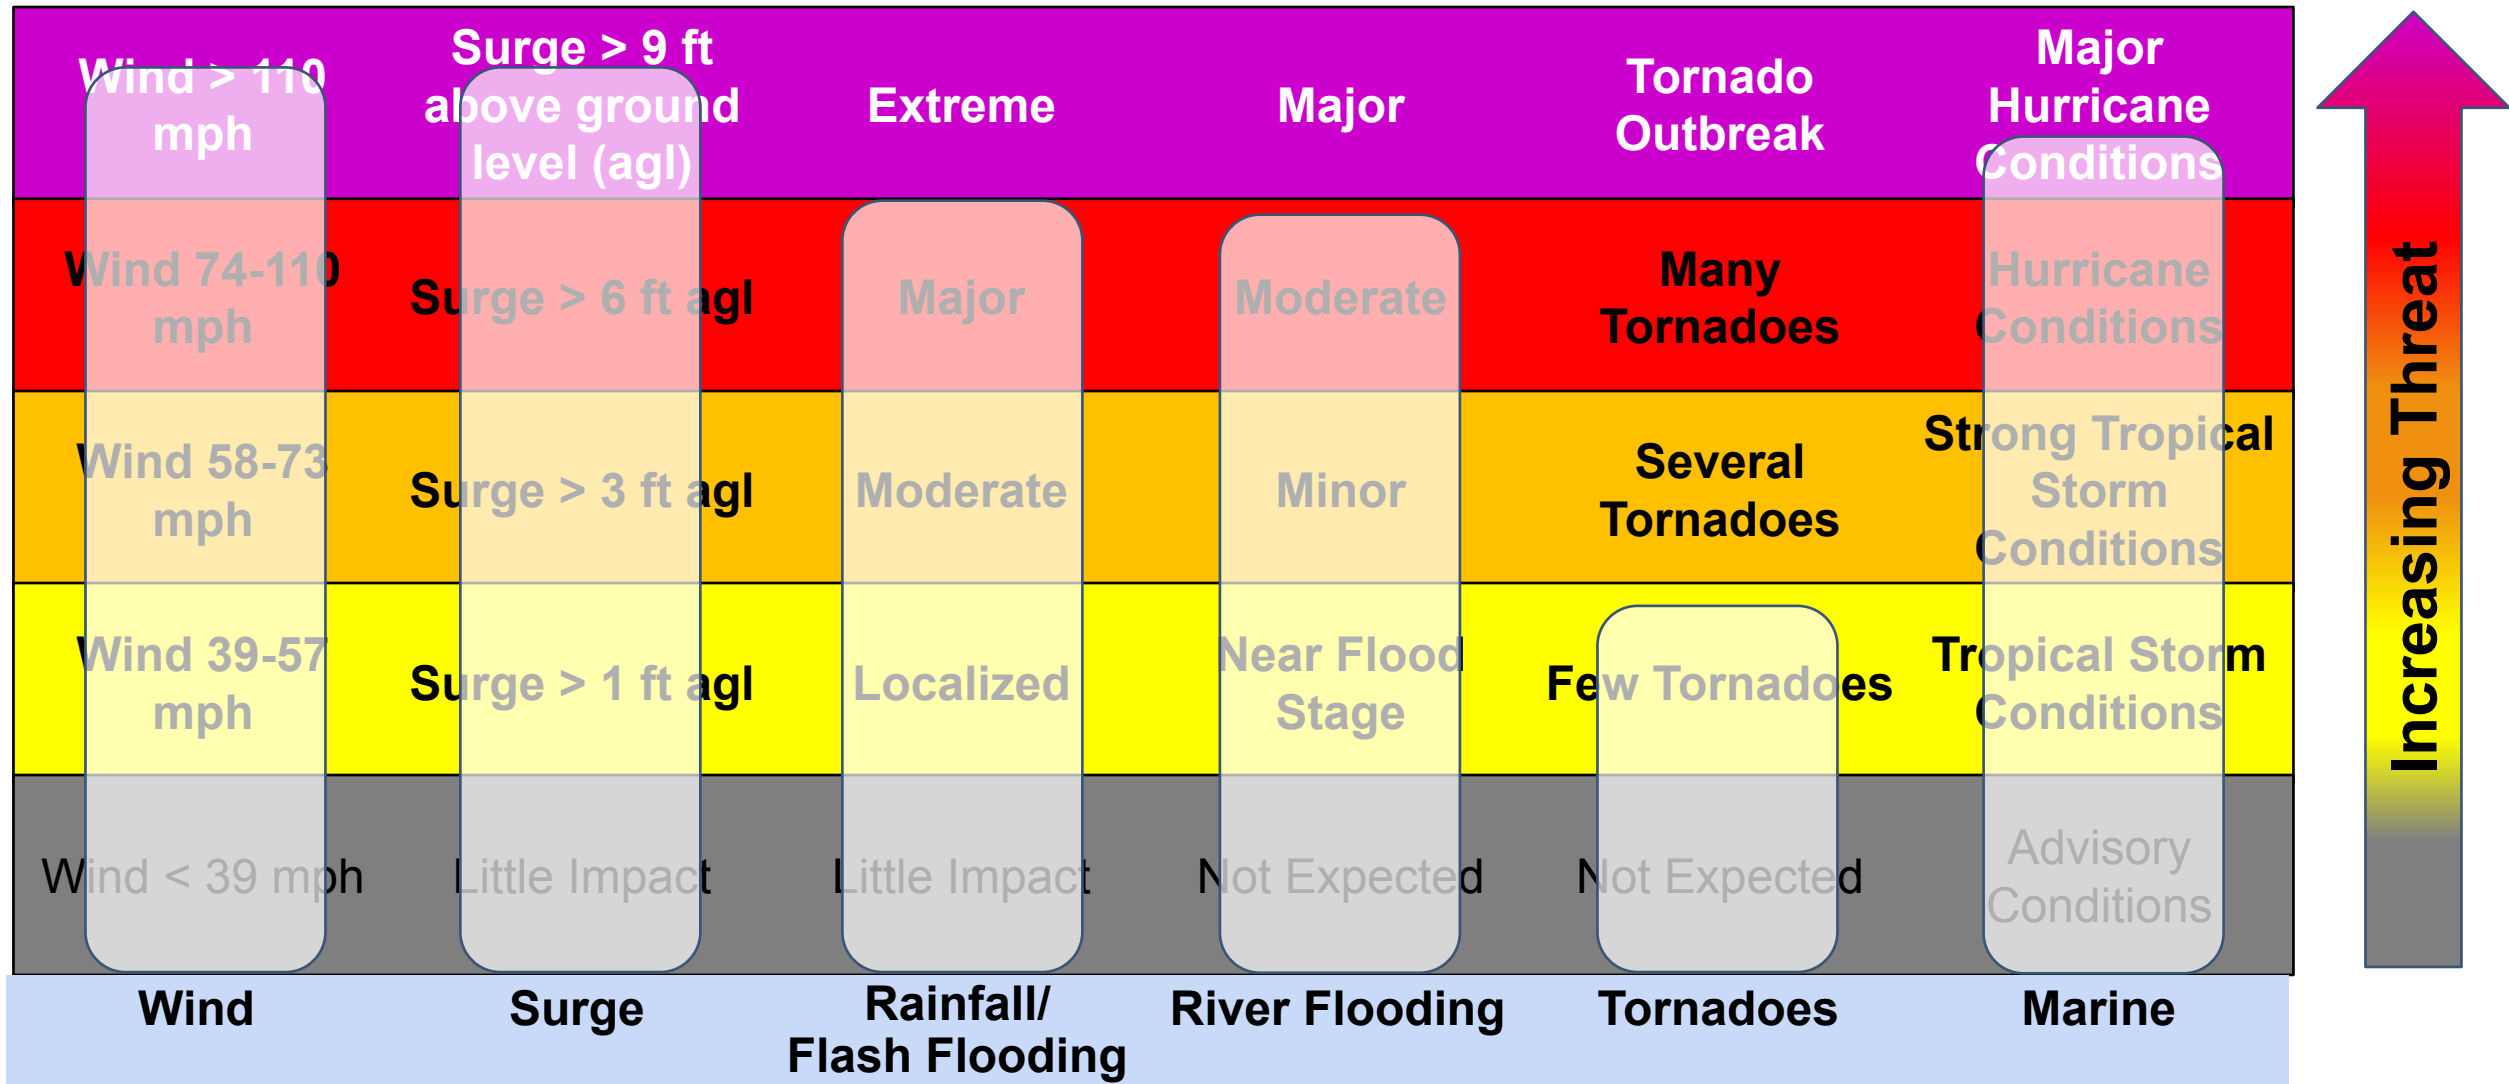 Wind > 110
mph
Surge > 9 ft
above ground
level (agl)
Extreme
Major
Tornado
Outbreak
Major
Hurricane
Conditions
Wind 74-110
mph
Surge > 6 ft agl
Major
Moderate
Many
Tornadoes
Hurricane
Conditions
Wind 58-73
mph
Surge > 3 ft agl
Moderate
Minor
Several
Tornadoes
Strong Tropical
Storm
Conditions
Wind 39-57
mph
Surge > 1 ft agl
Localized
Near Flood
Stage
Few Tornadoes
Tropical Storm
Conditions
Wind < 39 mph
Little Impact
Little Impact
Not Expected
Not Expected
Advisory
Conditions
Wind
Surge
Rainfall/
Flash Flooding
River Flooding
Tornadoes
Marine
Increasing Threat